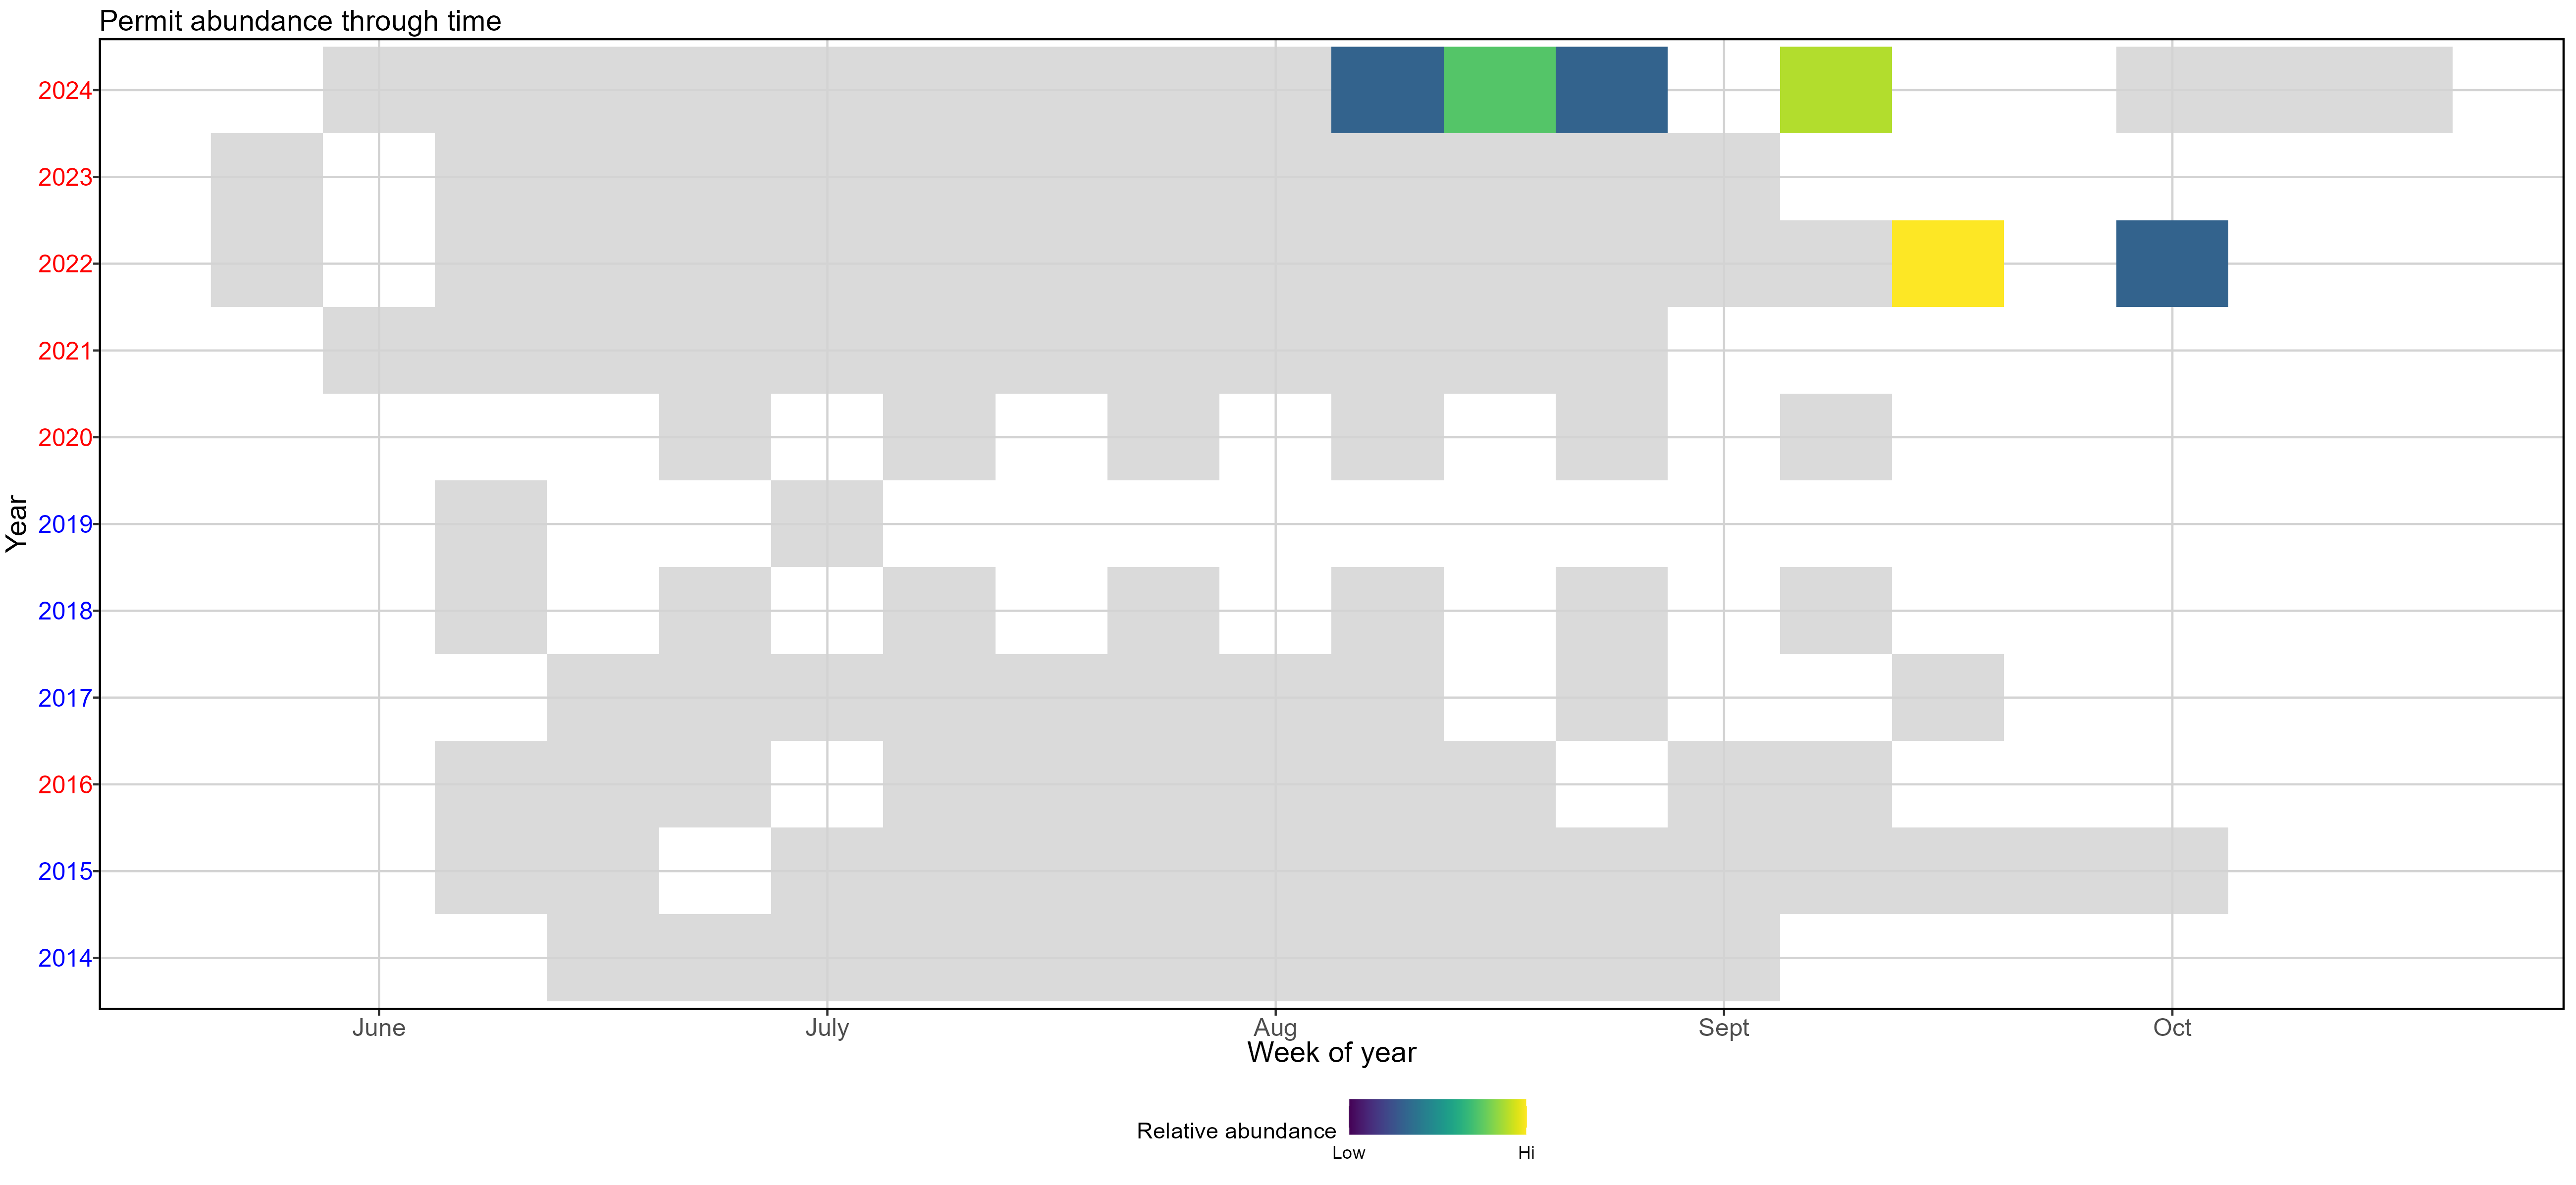 Permit abundance through time
2024
2023
2022
2021
2020
2019
2018
2017
2016
2015
2014
Year
June July Aug Sept Oct
Week of year
Relative abundance
Low Hi